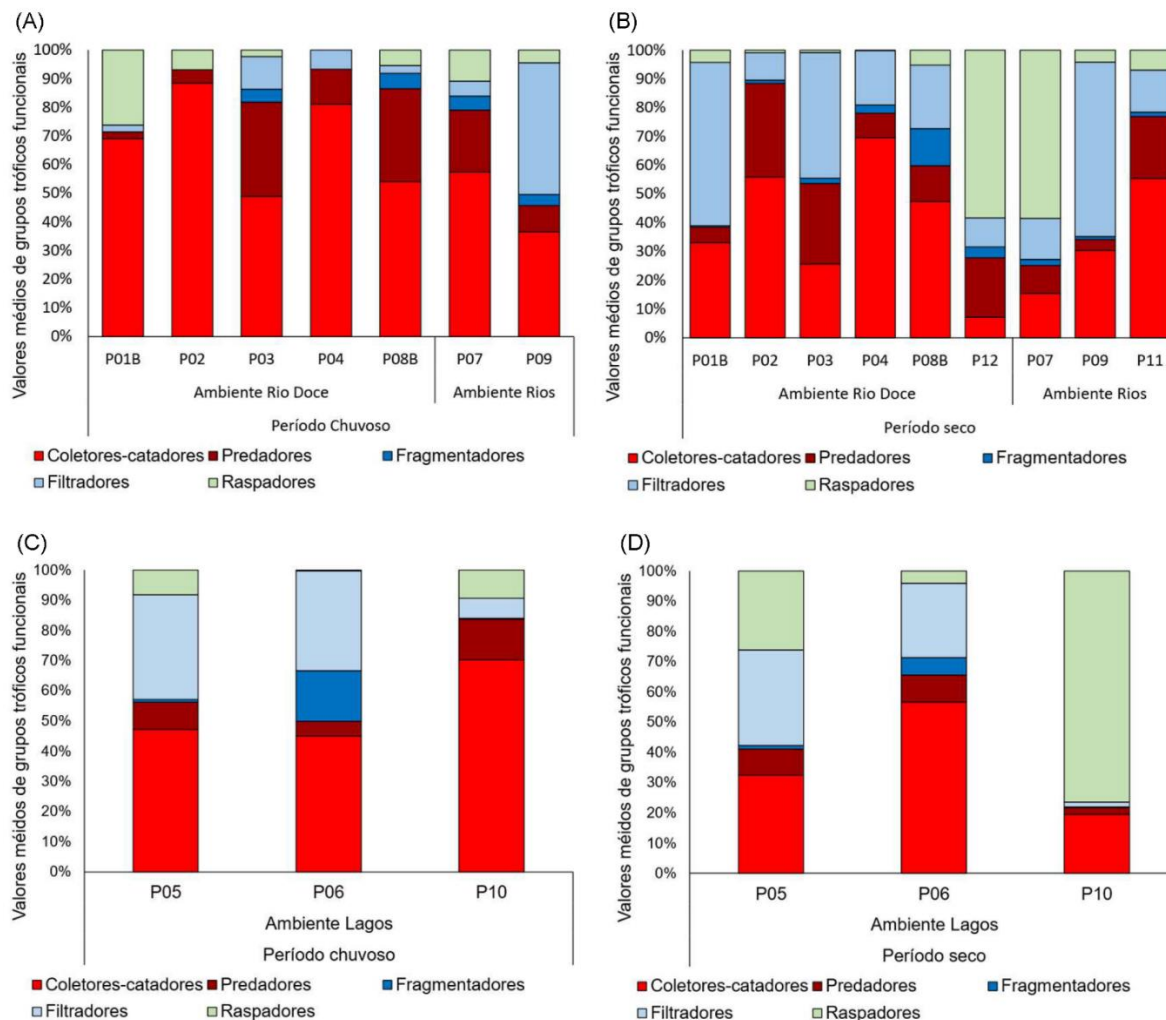 (A)
Valores médios de grupos tróficos funcionais
100%
90%
80%
70%
60%
50%
40%
30%
20%
10%
0%
P01B P02 P03 P04 P08B P07 P09
Ambiente Rio Doce Ambiente Rios
Período Chuvoso
Coletores-catadores Predadores Fragmentadores
Filtradores Raspadores
(B)
Valores médios de grupos tróficos funcionais
100%
90%
80%
70%
60%
50%
40%
30%
20%
10%
0%
P01B P02 P03 P04 P08B P12 P07 P09 P11
Ambiente Rio Doce Ambiente Rios
Período seco
Coletores-catadores Predadores Fragmentadores
Filtradores Raspadores
(C)
Valores méidos de grupos tróficos funcionais
100%
90%
80%
70%
60%
50%
40%
30%
20%
10%
0%
P05 P06 P10
Ambiente Lagos
Período chuvoso
Coletores-catadores Predadores Fragmentadores
Filtradores Raspadores
(D)
Valores méidos de grupos tróficos funcionais
100%
90%
80%
70%
60%
50%
40%
30%
20%
10%
0%
P05 P06 P10
Ambiente Lagos
Período seco
Coletores-catadores Predadores Fragmentadores
Filtradores Raspadores